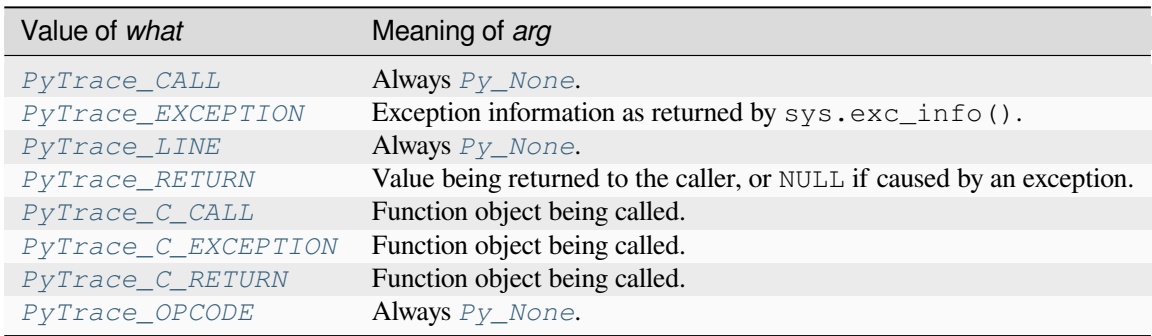 Value of what Meaning of arg
PyTrace_CALL Always Py_None.
PyTrace_EXCEPTION Exception information as returned by sys.exc_info().
PyTrace_LINE Always Py_None.
PyTrace_RETURN Value being returned to the caller, or NULL if caused by an exception.
PyTrace_C_CALL Function object being called.
PyTrace_C_EXCEPTION Function object being called.
PyTrace_C_RETURN Function object being called.
PyTrace_OPCODE Always Py_None.